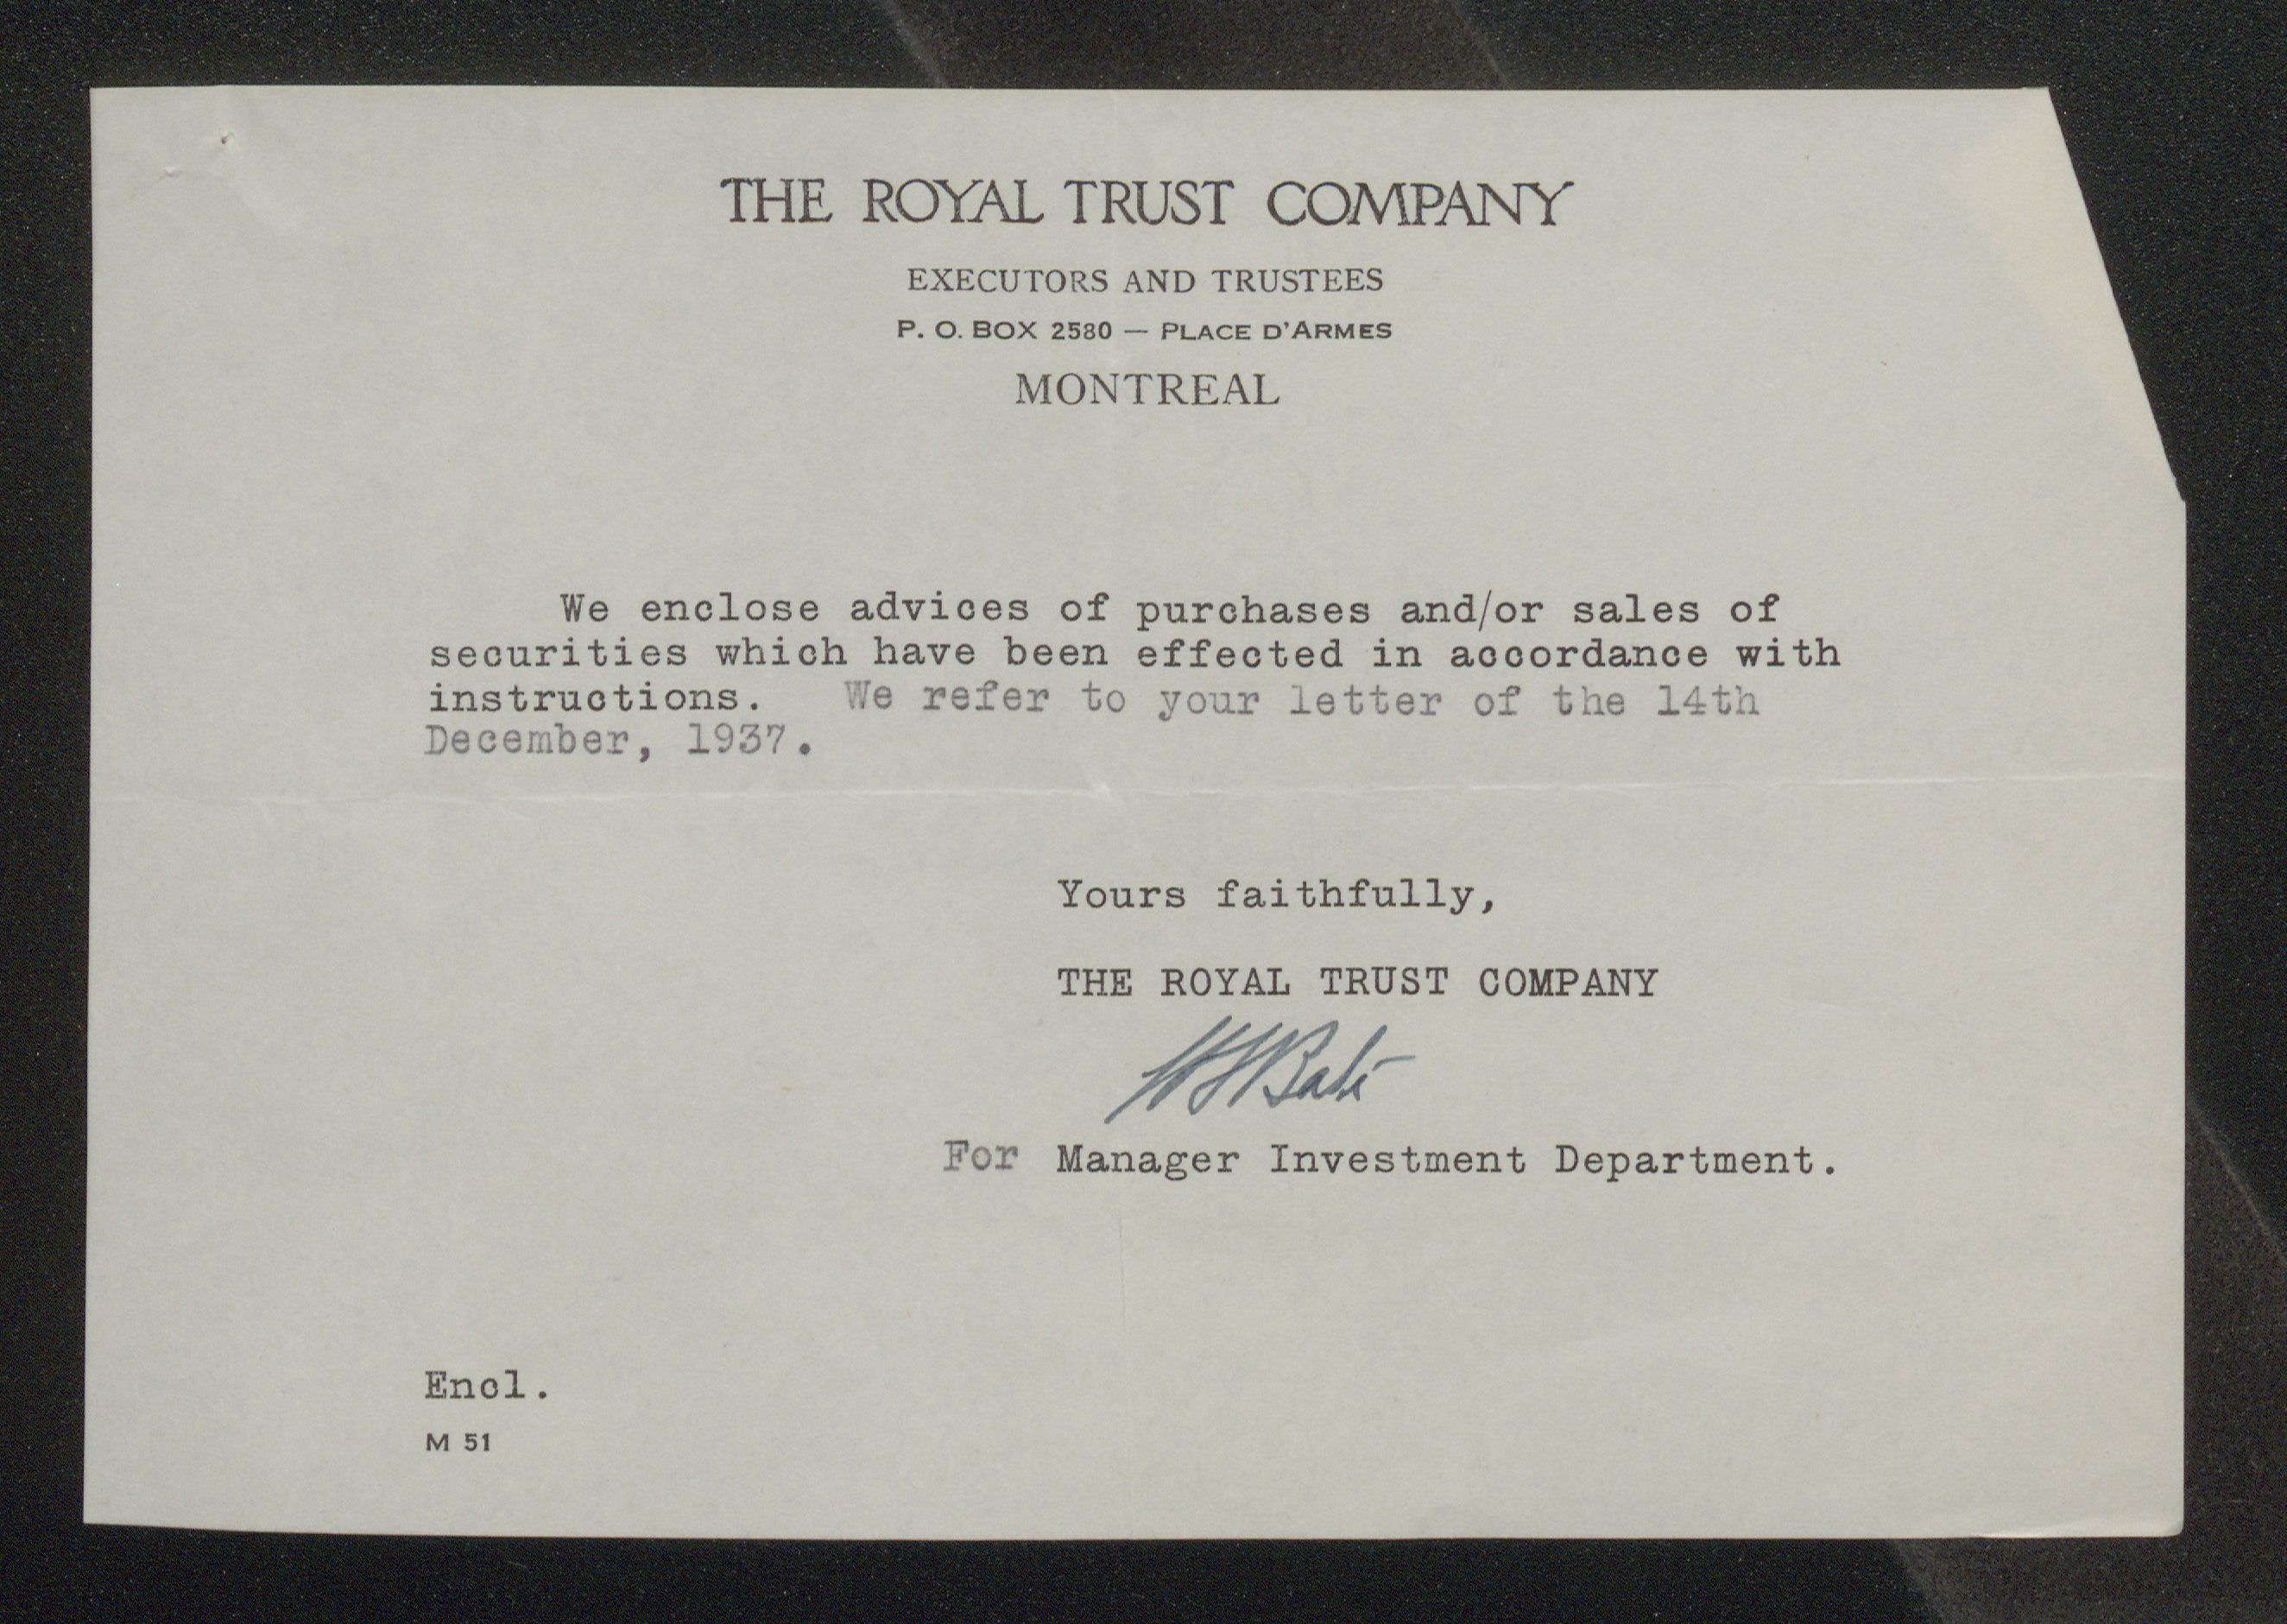 THE ROYAL TRUST COMPANY
EXECUTORS AND TRUSTEES
P. O. BOX 2580 — PLACE D'ARMES
MONTREAL
We enclose advices of purchases and/or sales of
securities which have been effected in accordance with
instructions. We refer to your letter of the 14th
December, 1937.
Yours faithfully,
THE ROYAL TRUST COMPANY
For Manager Investment Department.
Encl.
M 51